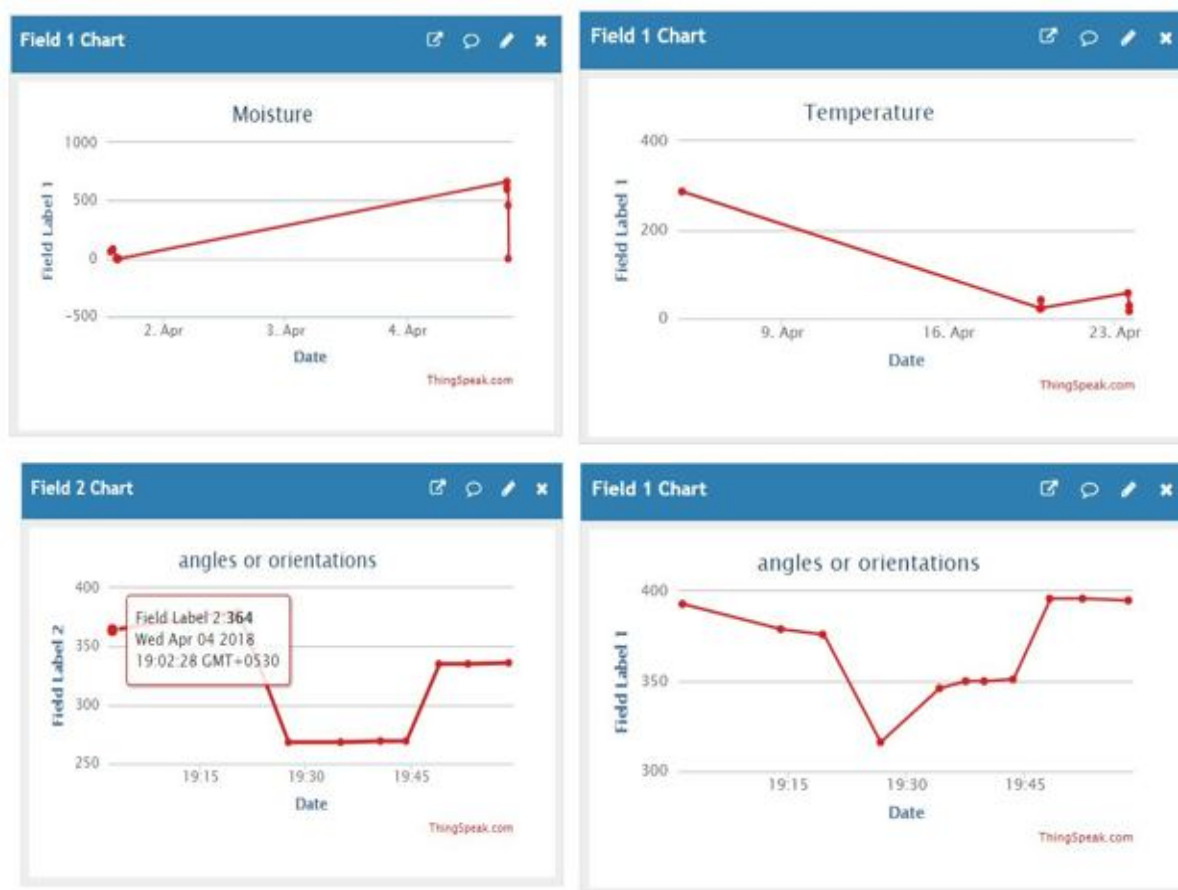 Field 1 Chart
Moisture
1000
500
0
-500
Field Label 1
2. Apr
3. Apr
4. Apr
Date
ThingSpeak.com
Field 1 Chart
Temperature
400
200
0
Field Label 1
9. Apr
16. Apr
23. Apr
Date
ThingSpeak.com
Field 2 Chart
angles or orientations
400
350
300
250
Field Label 2
Field Label 2:364
Wed Apr 04 2018
19:02:28 GMT+0530
19:15
19:30
19:45
Date
ThingSpeak.com
Field 1 Chart
angles or orientations
400
350
300
Field Label 1
19:15
19:30
19:45
Date
ThingSpeak.com